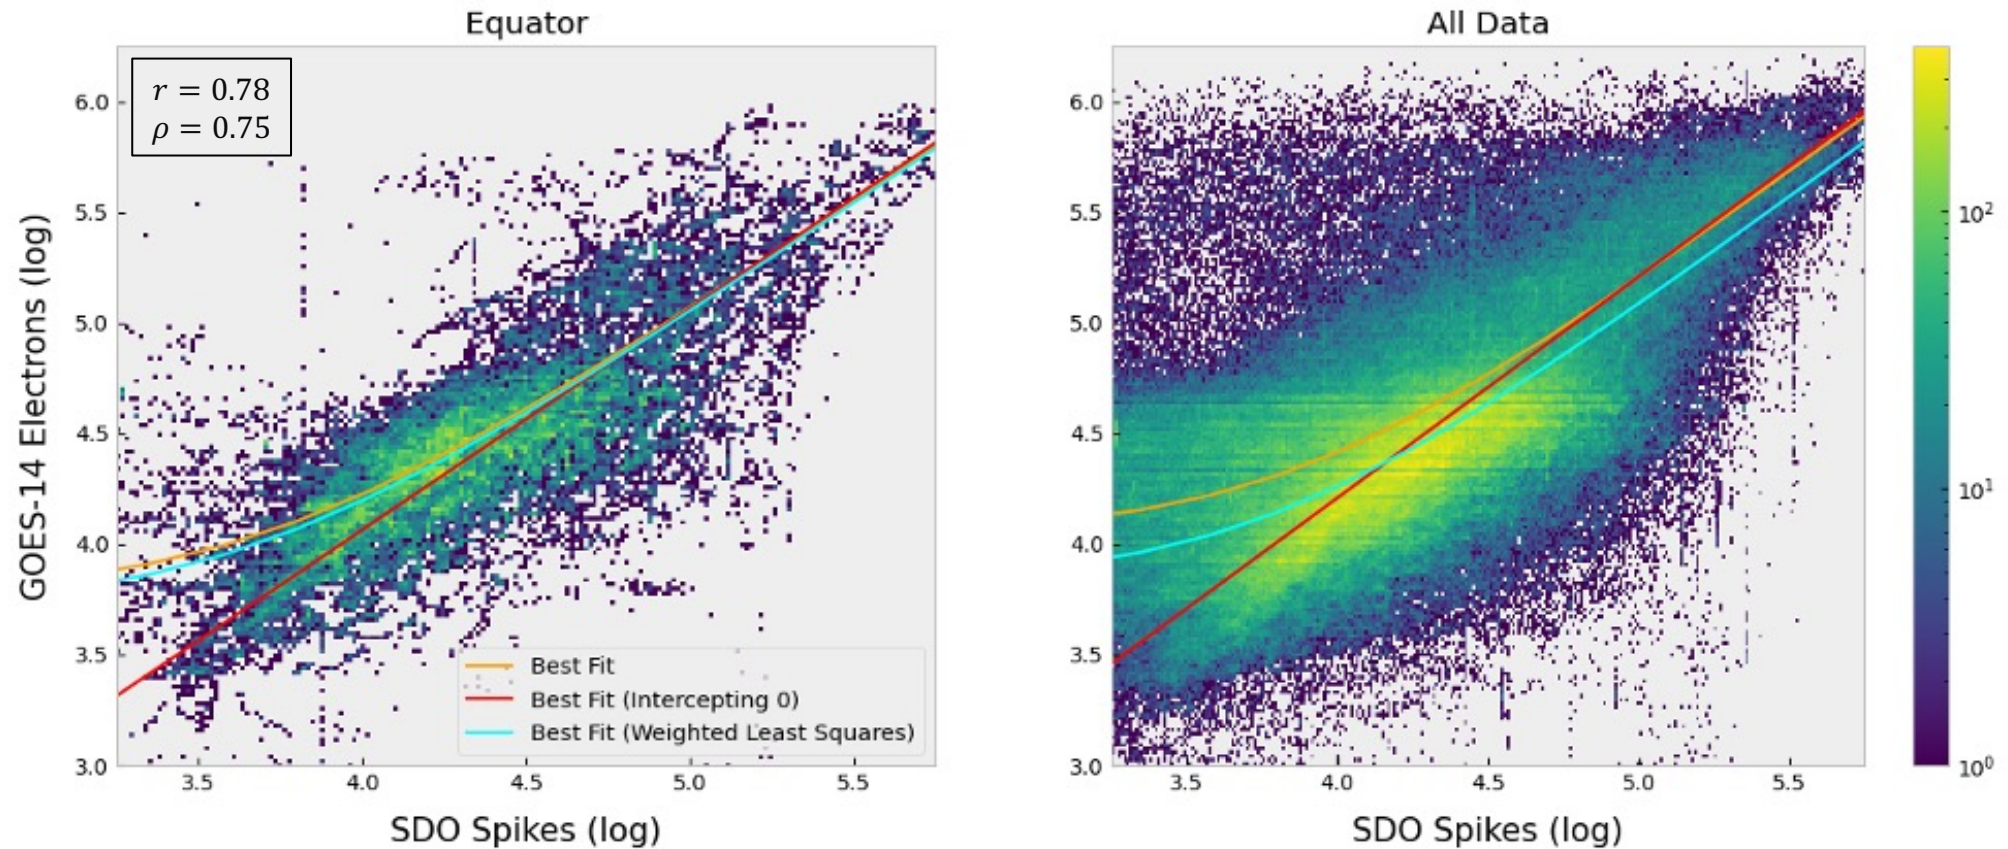 Equator
All Data
r = 0.78
ρ = 0.75
GOES-14 Electrons (log)
6.0
5.5
5.0
4.5
4.0
3.5
3.0
Best Fit
Best Fit (Intercepting 0)
Best Fit (Weighted Least Squares)
3.5 4.0 4.5 5.0 5.5
SDO Spikes (log)
6.0
5.5
5.0
4.5
4.0
3.5
3.0
3.5 4.0 4.5 5.0 5.5
SDO Spikes (log)
10²
10¹
10⁰